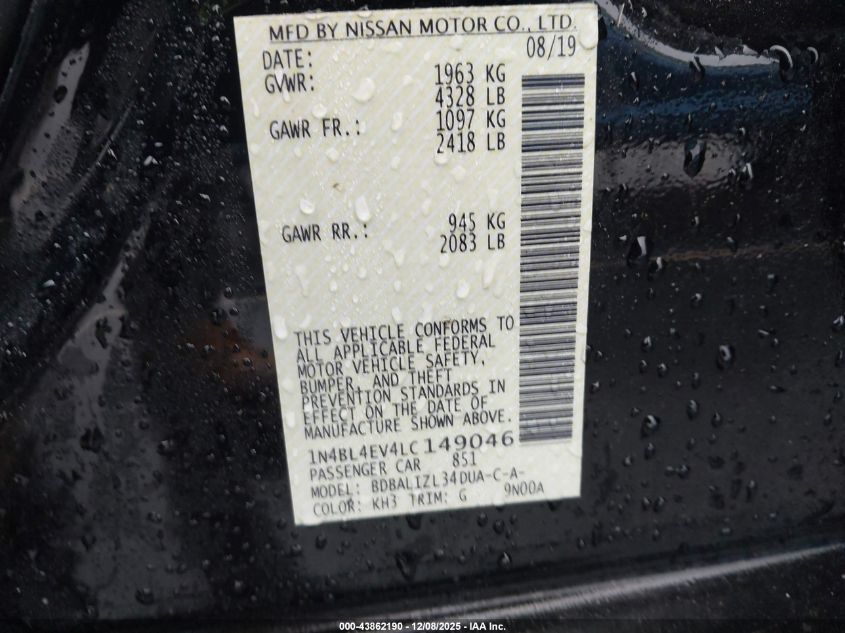 MFD BY NISSAN MOTOR CO., LTD.
DATE: 08/19
GVWR: 1963 KG
4328 LB
GAWR FR.: 1097 KG
2418 LB
GAWR RR.: 945 KG
2083 LB
THIS VEHICLE CONFORMS TO
ALL APPLICABLE FEDERAL
MOTOR VEHICLE SAFETY,
BUMPER, AND THEFT
PREVENTION STANDARDS IN
EFFECT ON THE DATE OF
MANUFACTURE SHOWN ABOVE.
1N4BL4EV4LC149046
PASSENGER CAR 851
MODEL: BDBALIZL34DUA-C-A-
COLOR: KH3 TRIM: G 9N00A
000-43862190 - 12/08/2025 - IAA Inc.